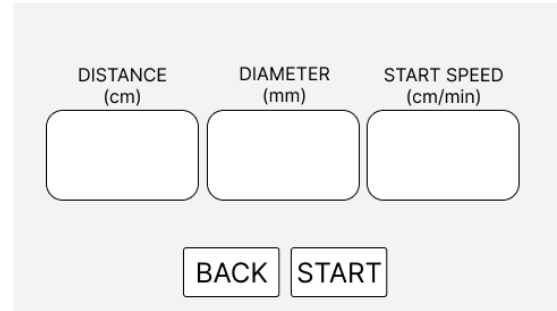 DISTANCE
(cm)
DIAMETER
(mm)
START SPEED
(cm/min)
BACK
START